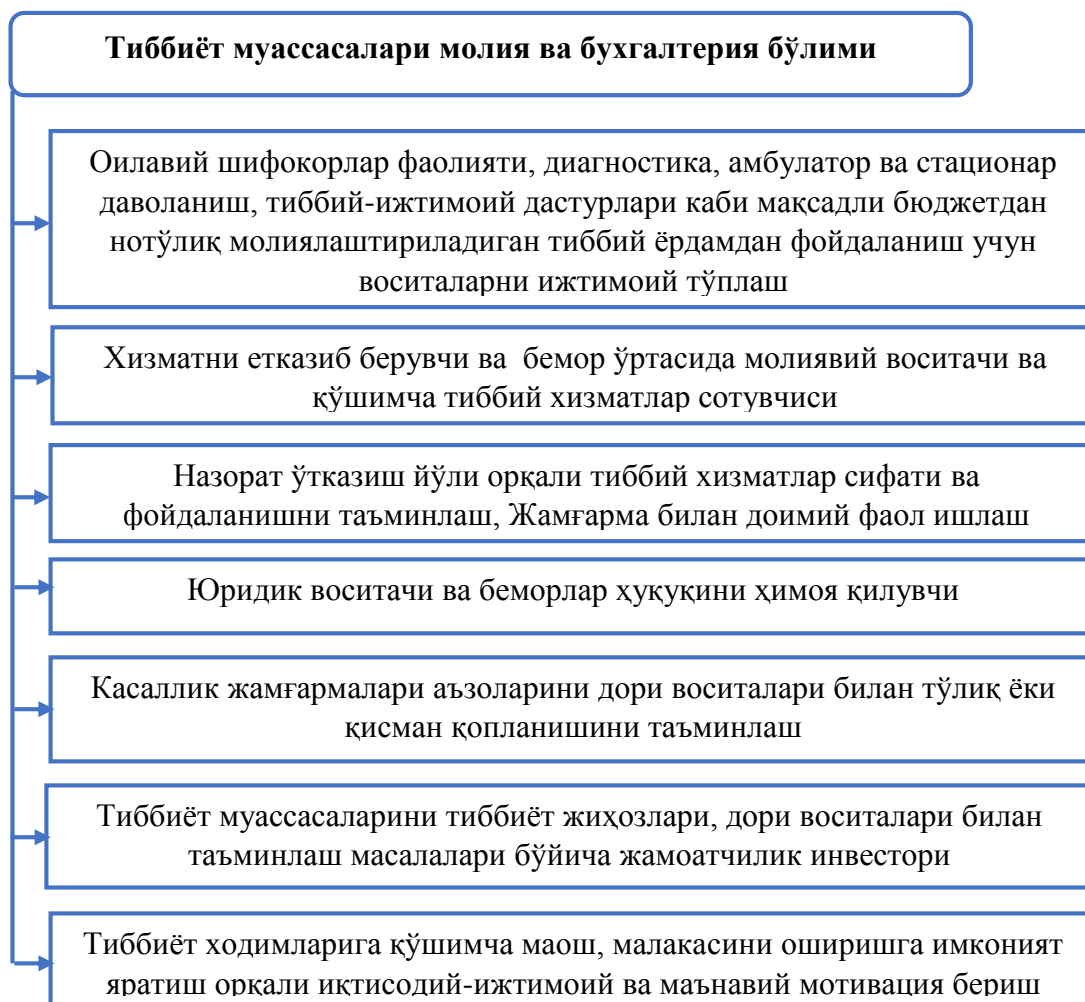 Тиббиёт муассасалари молия ва бухгалтерия бўлими
Оилавий шифокорлар фаолияти, диагностика, амбулатор ва стационар
даволаниш, тиббий-ижтимоий дастурлари каби мақсадли бюджетдан
нотўлиқ молиялаштириладиган тиббий ёрдамдан фойдаланиш учун
воситаларни ижтимоий тўплаш
Хизматни етказиб берувчи ва бемор ўртасида молиявий воситачи ва
қўшимча тиббий хизматлар сотувчиси
Назорат ўтказиш йўли орқали тиббий хизматлар сифати ва
фойдаланишни таъминлаш, Жамғарма билан доимий фаол ишлаш
Юридик воситачи ва беморлар ҳуқуқини ҳимоя қилувчи
Касаллик жамғармалари аъзоларини дори воситалари билан тўлиқ ёки
қисман қопланишини таъминлаш
Тиббиёт муассасаларини тиббиёт жиҳозлари, дори воситалари билан
таъминлаш масалалари бўйича жамоатчилик инвестори
Тиббиёт ходимларига қўшимча маош, малакасини оширишга имконият
яратиш орқали иқтисодий-ижтимоий ва маънавий мотивация бериш